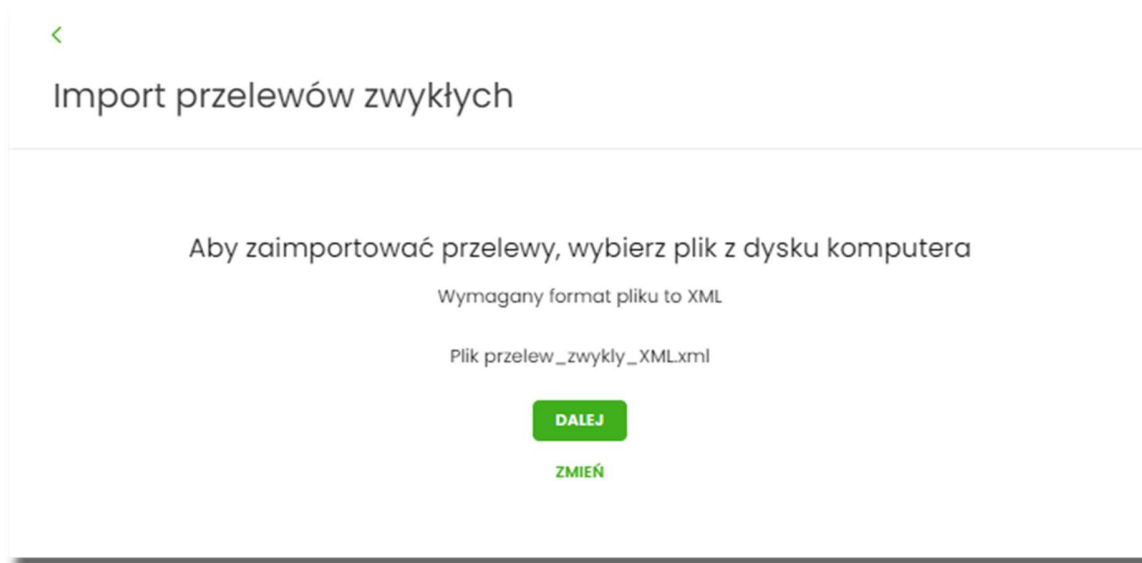 Import przelewów zwykłych
Aby zaimportować przelewy, wybierz plik z dysku komputera
Wymagany format pliku to XML
Plik przelew_zwykly_XML.xml
DALEJ
ZMIEŃ